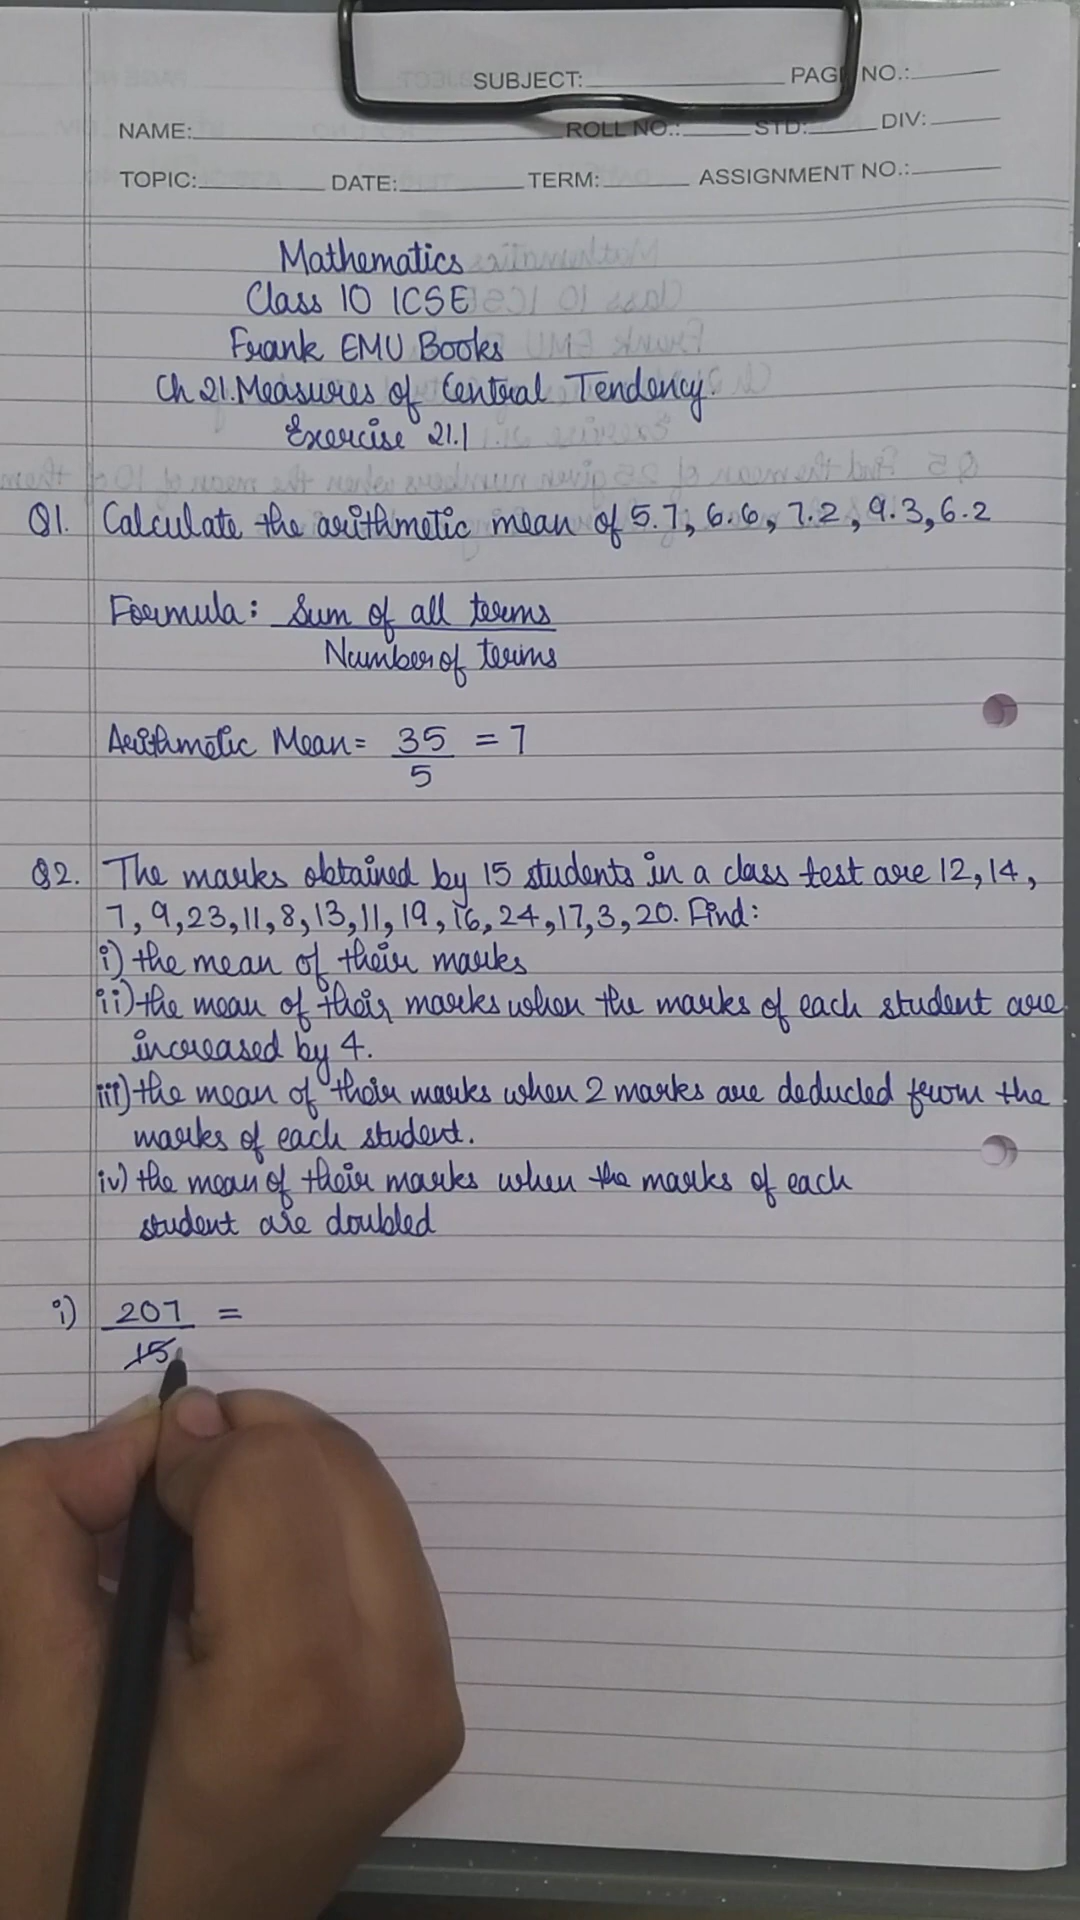 SUBJECT: PAGE NO.:
NAME: ROLL NO.: STD: DIV:
TOPIC: DATE: TERM: ASSIGNMENT NO.:
Mathematics
Class 10 ICSE
Frank EMU Books
Ch 21. Measures of Central Tendency.
Exercise 21.1
Q1. Calculate the arithmetic mean of 5.7, 6.6, 7.2, 9.3, 6.2
Formula: Sum of all terms
Number of terms
Arithmetic Mean = 35 = 7
5
Q2. The marks obtained by 15 students in a class test are 12, 14,
7, 9, 23, 11, 8, 13, 11, 19, 16, 24, 17, 3, 20. Find:
i) the mean of their marks
ii) the mean of their marks when the marks of each student are
increased by 4.
iii) the mean of their marks when 2 marks are deducted from the
marks of each student.
iv) the mean of their marks when the marks of each
student are doubled
i) 207 =
15